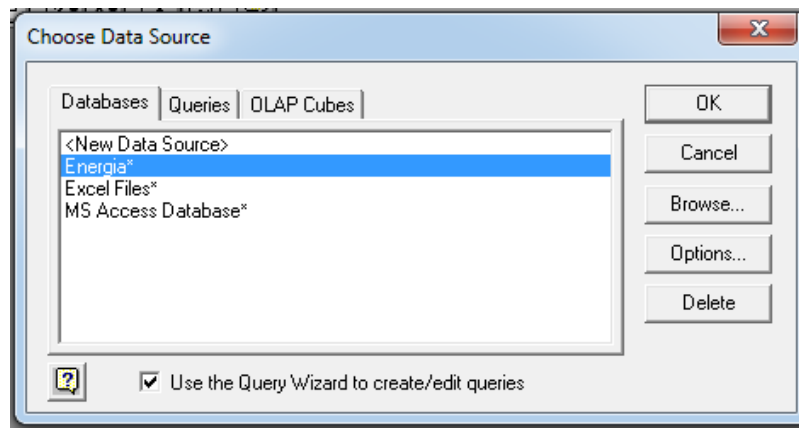 Choose Data Source
Databases Queries OLAP Cubes
<New Data Source>
Energia*
Excel Files*
MS Access Database*
OK
Cancel
Browse...
Options...
Delete
Use the Query Wizard to create/edit queries